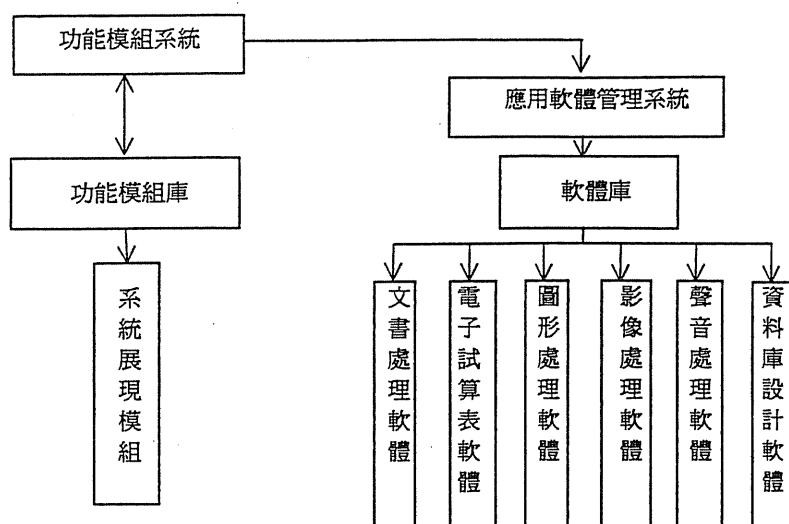 功能模組系統
應用軟體管理系統
功能模組庫
軟體庫
系統展現模組
文書處理軟體
電子試算表軟體
圖形處理軟體
影像處理軟體
聲音處理軟體
資料庫設計軟體